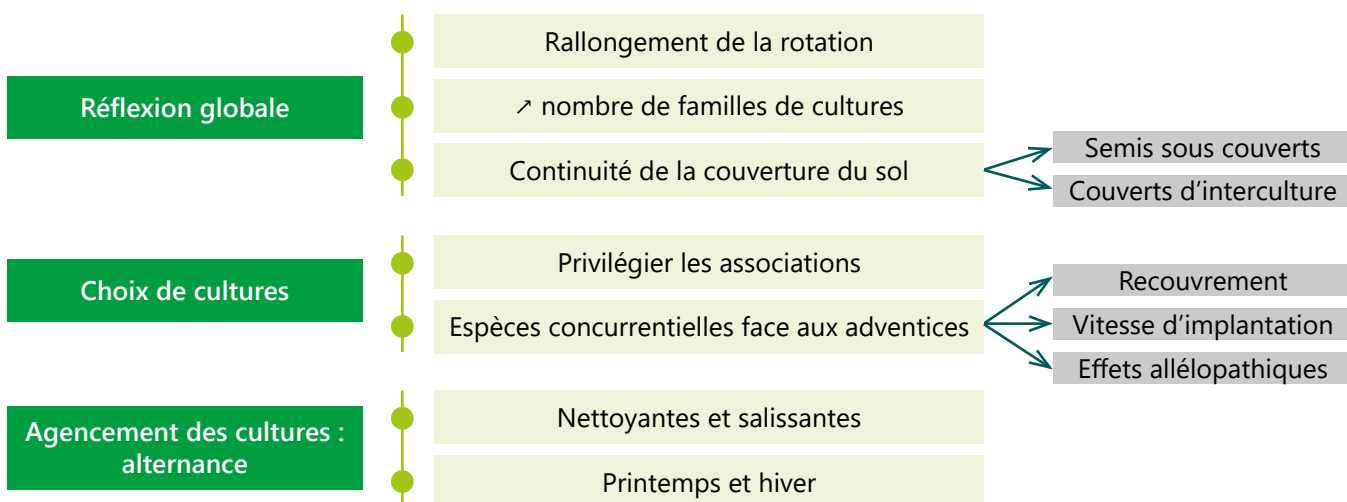 Réflexion globale
Rallongement de la rotation
↗ nombre de familles de cultures
Continuité de la couverture du sol
Semis sous couverts
Couverts d’interculture
Choix de cultures
Privilégier les associations
Espèces concurrentielles face aux adventices
Recouvrement
Vitesse d’implantation
Effets allélopathiques
Agencement des cultures :
alternance
Nettoyantes et salissantes
Printemps et hiver